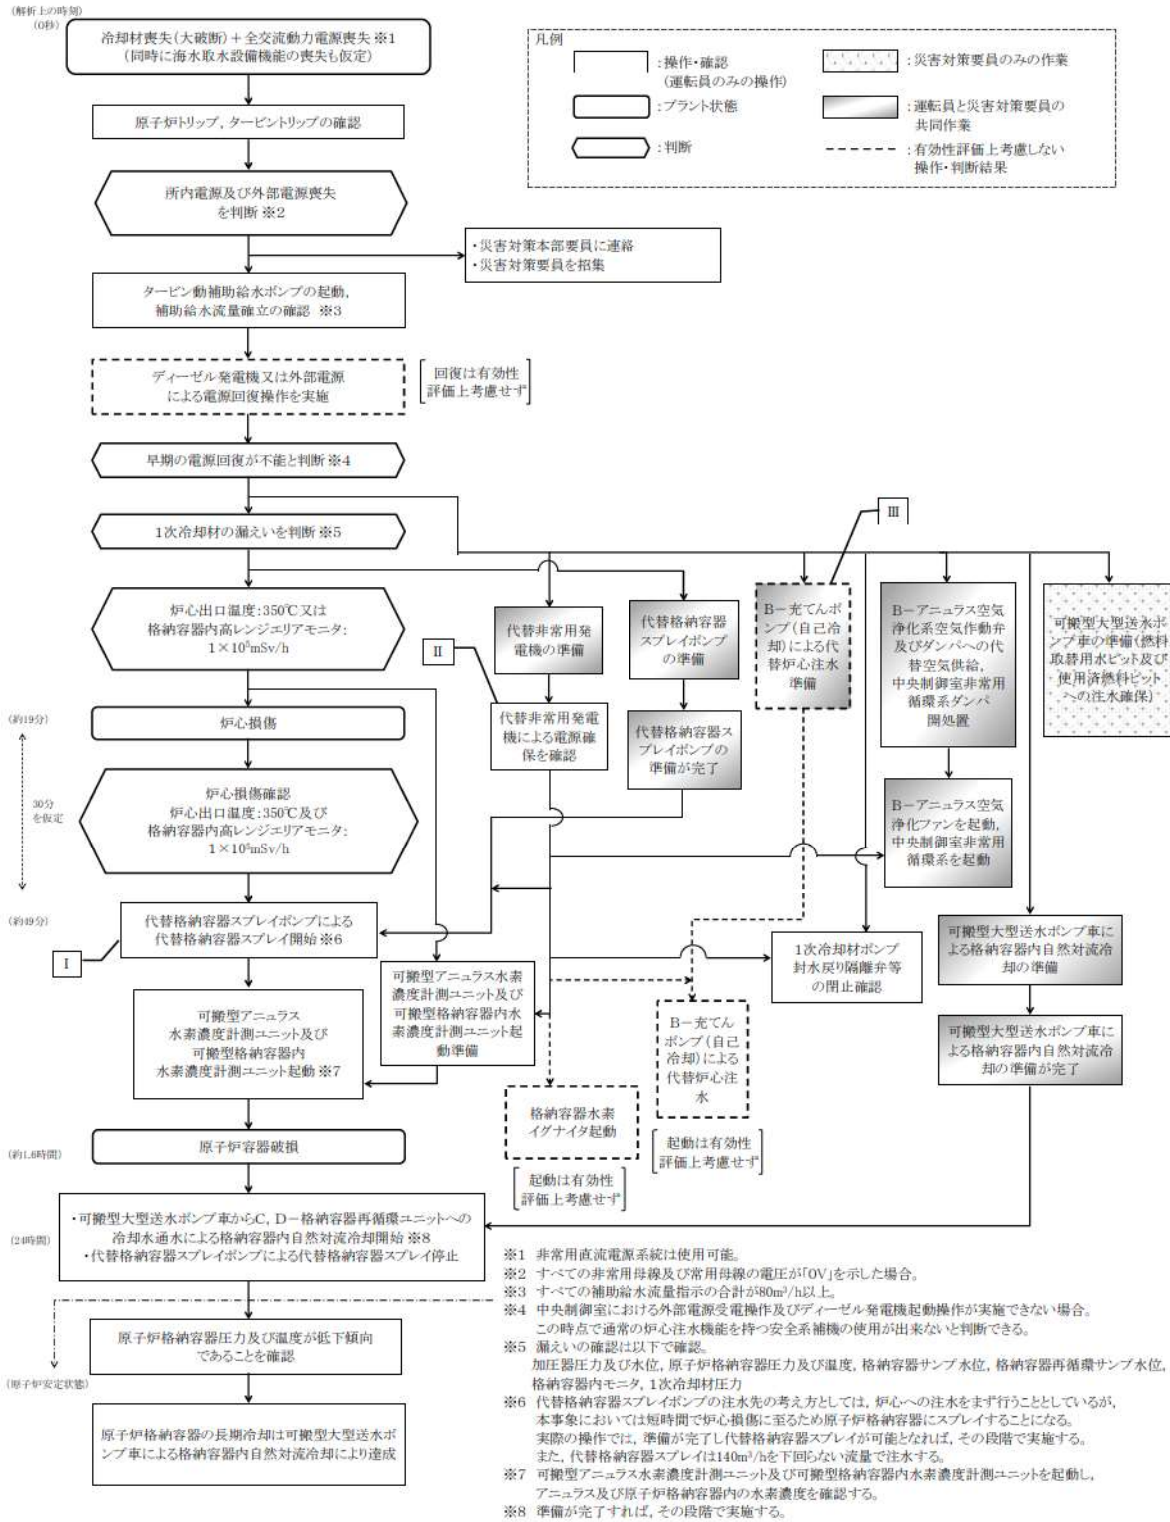 (解析上の時刻)
(0秒)
冷却材喪失(大破断)+全交流動力電源喪失※1
(同時に海水取水設備機能の喪失も仮定)
原子炉トリップ, タービントリップの確認
所内電源及び外部電源喪失
を判断※2
・災害対策本部要員に連絡
・災害対策要員を招集
タービン動補助給水ポンプの起動,
補助給水流量確立の確認 ※3
ディーゼル発電機又は外部電源
による電源回復操作を実施
回復は有効性
評価上考慮せず
早期の電源回復が不能と判断※4
1次冷却材の漏えいを判断※5
凡例
:操作・確認
(運転員のみの操作)
:プラント状態
:判断
:災害対策要員のみの作業
:運転員と災害対策要員の
共同作業
:有効性評価上考慮しない
操作・判断結果
炉心出口温度:350℃又は
格納容器内高レンジエリアモニタ:
1×10⁵mSv/h
(約19分)
炉心損傷
30分
を仮定
炉心損傷確認
炉心出口温度:350℃及び
格納容器内高レンジエリアモニタ:
1×10⁵mSv/h
(約49分)
代替格納容器スプレイポンプによる
代替格納容器スプレイ開始※6
Ⅰ
Ⅱ
Ⅲ
代替非常用発
電機の準備
代替非常用発電
機による電源確
保を確認
代替格納容器
スプレイポンプ
の準備
代替格納容器ス
プレイポンプの
準備が完了
B-充てんポ
ンプ(自己冷
却)による代
替炉心注水
準備
B-アニュラス空気
浄化系空気作動弁
及びダンパへの代
替空気供給,
中央制御室非常用
循環系ダンパ
開処置
B-アニュラス空気
浄化ファンを起動,
中央制御室非常用
循環系を起動
可搬型大型送水ポ
ンプ車の準備(燃料
取替用水ピット及び
使用済燃料ピット
への注水確保)
可搬型アニュラス
水素濃度計測ユニット及び
可搬型格納容器内
水素濃度計測ユニット起動※7
可搬型アニュラス水素
濃度計測ユニット及び
可搬型格納容器内水
素濃度計測ユニット起
動準備
1次冷却材ポンプ
封水戻り隔離弁等
の閉止確認
B-充てん
ポンプ(自己
冷却)による
代替炉心注
水
起動は有効性
評価上考慮せず
格納容器水素
イグナイタ起動
起動は有効性
評価上考慮せず
可搬型大型送水ポンプ車
による格納容器内自然対流冷
却の準備
可搬型大型送水ポンプ車に
よる格納容器内自然対流冷
却の準備が完了
(約1.6時間)
原子炉容器破損
(24時間)
・可搬型大型送水ポンプ車からC, D-格納容器再循環ユニットへの
冷却水通水による格納容器内自然対流冷却開始 ※8
・代替格納容器スプレイポンプによる代替格納容器スプレイ停止
原子炉格納容器圧力及び温度が低下傾向
であることを確認
(原子炉安定状態)
原子炉格納容器の長期冷却は可搬型大型送水ポ
ンプ車による格納容器内自然対流冷却により達成
※1 非常用直流電源系統は使用可能。
※2 すべての非常用母線及び常用母線の電圧が「0V」を示した場合。
※3 すべての補助給水流量指示の合計が80m³/h以上。
※4 中央制御室における外部電源受電操作及びディーゼル発電機起動操作が実施できない場合。
この時点で通常の炉心注水機能を持つ安全系補機の使用が出来ないと判断できる。
※5 漏えいの確認は以下で確認。
加圧器圧力及び水位, 原子炉格納容器圧力及び温度, 格納容器サンプ水位, 格納容器再循環サンプ水位,
格納容器内モニタ, 1次冷却材圧力
※6 代替格納容器スプレイポンプの注水先の考え方としては, 炉心への注水をまず行うこととしているが,
本事象においては短時間で炉心損傷に至るため原子炉格納容器にスプレイすることになる。
実際の操作では, 準備が完了し代替格納容器スプレイが可能となれば, その段階で実施する。
また, 代替格納容器スプレイは140m³/hを下回らない流量で注水する。
※7 可搬型アニュラス水素濃度計測ユニット及び可搬型格納容器内水素濃度計測ユニットを起動し,
アニュラス及び原子炉格納容器内の水素濃度を確認する。
※8 準備が完了すれば, その段階で実施する。